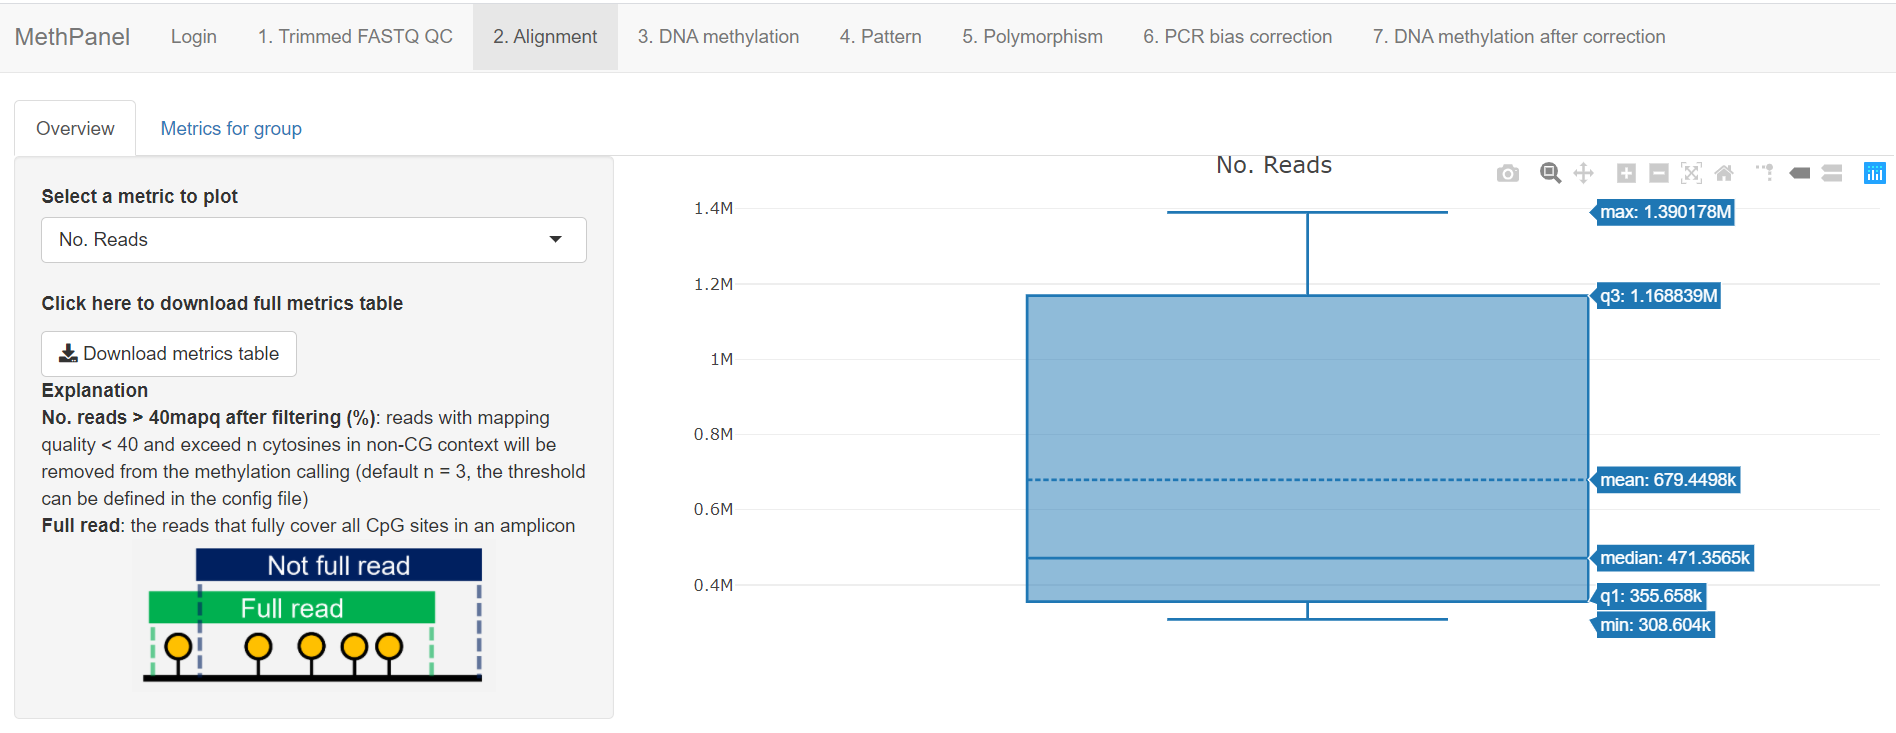 MethPanel Login 1. Trimmed FASTQ QC 2. Alignment 3. DNA methylation 4. Pattern 5. Polymorphism 6. PCR bias correction 7. DNA methylation after correction
Overview Metrics for group
Select a metric to plot
No. Reads
Click here to download full metrics table
Download metrics table
Explanation
No. reads > 40mapq after filtering (%): reads with mapping
quality < 40 and exceed n cytosines in non-CG context will be
removed from the methylation calling (default n = 3, the threshold
can be defined in the config file)
Full read: the reads that fully cover all CpG sites in an amplicon
Not full read
Full read
No. Reads
1.4M
1.2M
1M
0.8M
0.6M
0.4M
max: 1.390178M
q3: 1.168839M
mean: 679.4498k
median: 471.3565k
q1: 355.658k
min: 308.604k